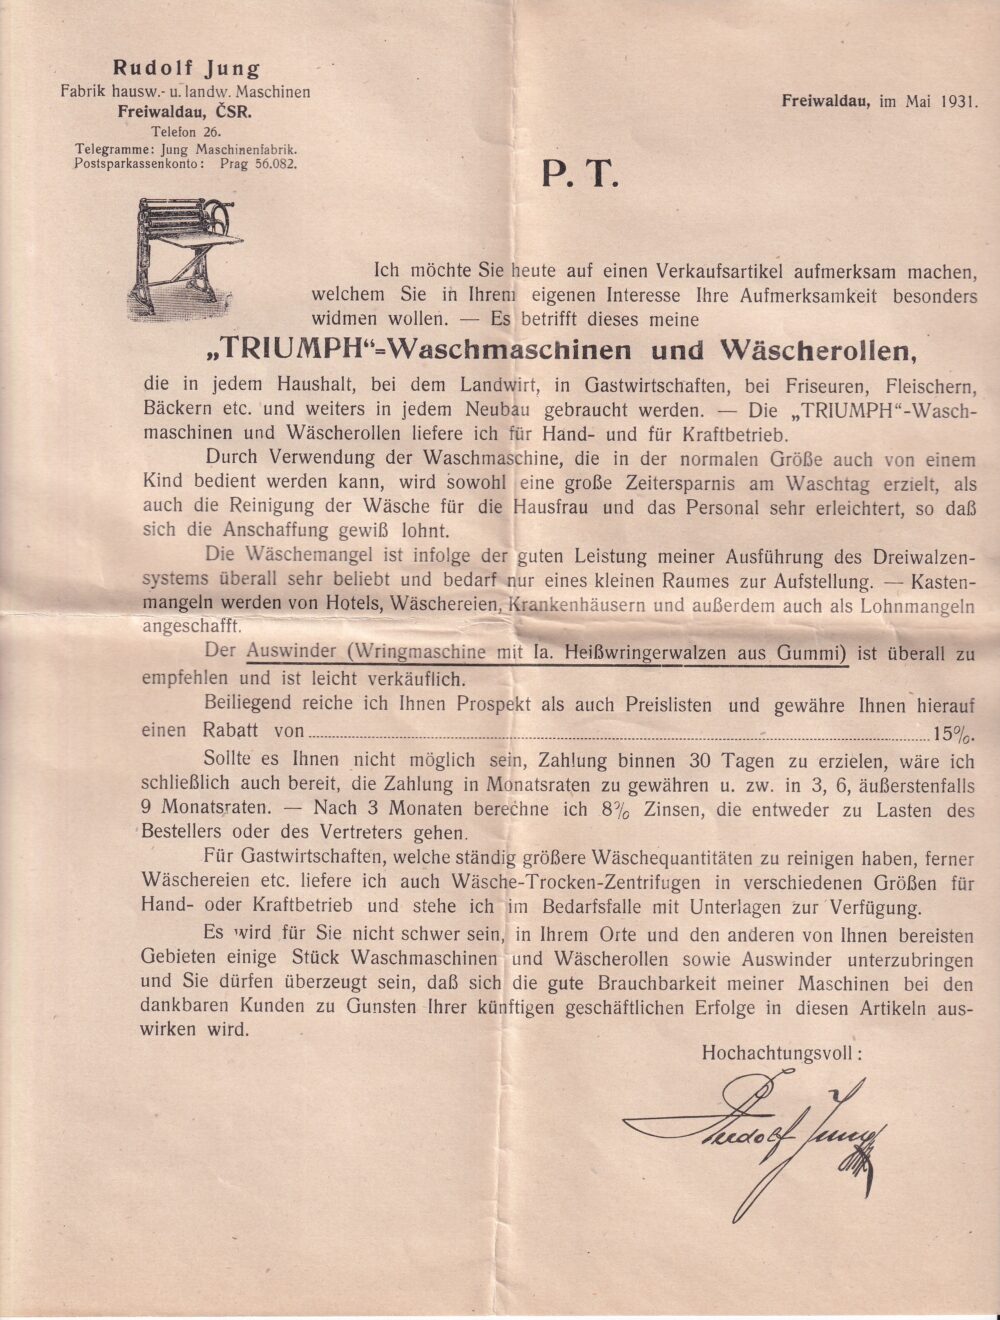 Rudolf Jung
Fabrik hausw.- u. landw. Maschinen
Freiwaldau, ČSR.
Telefon 26.
Telegramme: Jung Maschinenfabrik.
Postsparkassenkonto: Prag 56.082.
Freiwaldau, im Mai 1931.
P. T.
Ich möchte Sie heute auf einen Verkaufsartikel aufmerksam machen,
welchem Sie in Ihrem eigenen Interesse Ihre Aufmerksamkeit besonders
widmen wollen. — Es betrifft dieses meine
„TRIUMPH“=Waschmaschinen und Wäscherollen,
die in jedem Haushalt, bei dem Landwirt, in Gastwirtschaften, bei Friseuren, Fleischern,
Bäckern etc. und weiters in jedem Neubau gebraucht werden. — Die „TRIUMPH“-Wasch-
maschinen und Wäscherollen liefere ich für Hand- und für Kraftbetrieb.
Durch Verwendung der Waschmaschine, die in der normalen Größe auch von einem
Kind bedient werden kann, wird sowohl eine große Zeitersparnis am Waschtag erzielt, als
auch die Reinigung der Wäsche für die Hausfrau und das Personal sehr erleichtert, so daß
sich die Anschaffung gewiß lohnt.
Die Wäschemangel ist infolge der guten Leistung meiner Ausführung des Dreiwalzen-
systems überall sehr beliebt und bedarf nur eines kleinen Raumes zur Aufstellung. — Kasten-
mangeln werden von Hotels, Wäschereien, Krankenhäusern und außerdem auch als Lohnmangeln
angeschafft.
Der Auswinder (Wringmaschine mit Ia. Heißwringerwalzen aus Gummi) ist überall zu
empfehlen und ist leicht verkäuflich.
Beiliegend reiche ich Ihnen Prospekt als auch Preislisten und gewähre Ihnen hierauf
einen Rabatt von 15%.
Sollte es Ihnen nicht möglich sein, Zahlung binnen 30 Tagen zu erzielen, wäre ich
schließlich auch bereit, die Zahlung in Monatsraten zu gewähren u. zw. in 3, 6, äußerstenfalls
9 Monatsraten. — Nach 3 Monaten berechne ich 8% Zinsen, die entweder zu Lasten des
Bestellers oder des Vertreters gehen.
Für Gastwirtschaften, welche ständig größere Wäschequantitäten zu reinigen haben, ferner
Wäschereien etc. liefere ich auch Wäsche-Trocken-Zentrifugen in verschiedenen Größen für
Hand- oder Kraftbetrieb und stehe ich im Bedarfsfalle mit Unterlagen zur Verfügung.
Es wird für Sie nicht schwer sein, in Ihrem Orte und den anderen von Ihnen bereisten
Gebieten einige Stück Waschmaschinen und Wäscherollen sowie Auswinder unterzubringen
und Sie dürfen überzeugt sein, daß sich die gute Brauchbarkeit meiner Maschinen bei den
dankbaren Kunden zu Gunsten Ihrer künftigen geschäftlichen Erfolge in diesen Artikeln aus-
wirken wird.
Hochachtungsvoll:
Rudolf Jung